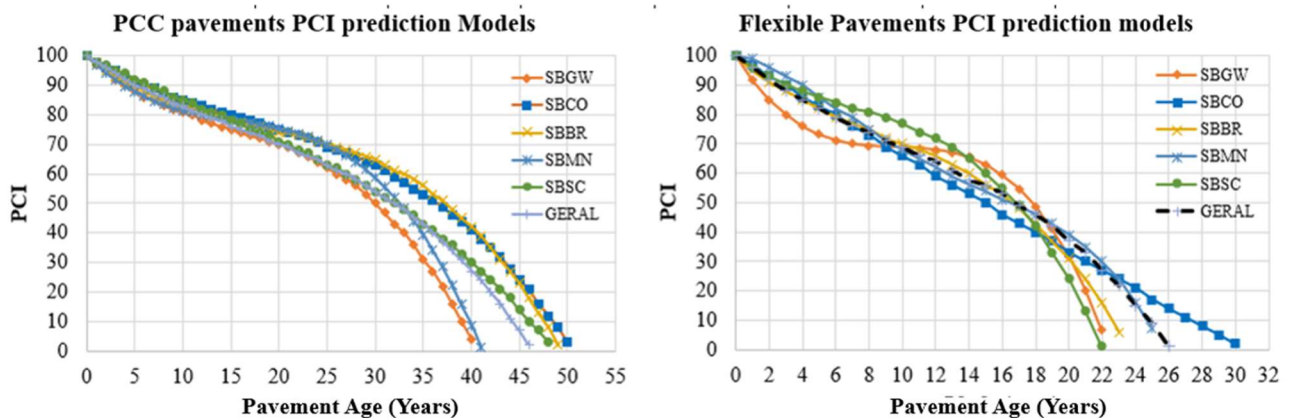 PCC pavements PCI prediction Models
100
90
80
70
60
50
40
30
20
10
0
PCI
SBGW
SBCO
SBBR
SBMN
SBSC
GERAL
0 5 10 15 20 25 30 35 40 45 50 55
Pavement Age (Years)
Flexible Pavements PCI prediction models
100
90
80
70
60
50
40
30
20
10
0
PCI
SBGW
SBCO
SBBR
SBMN
SBSC
GERAL
0 2 4 6 8 10 12 14 16 18 20 22 24 26 28 30 32
Pavement Age (Years)